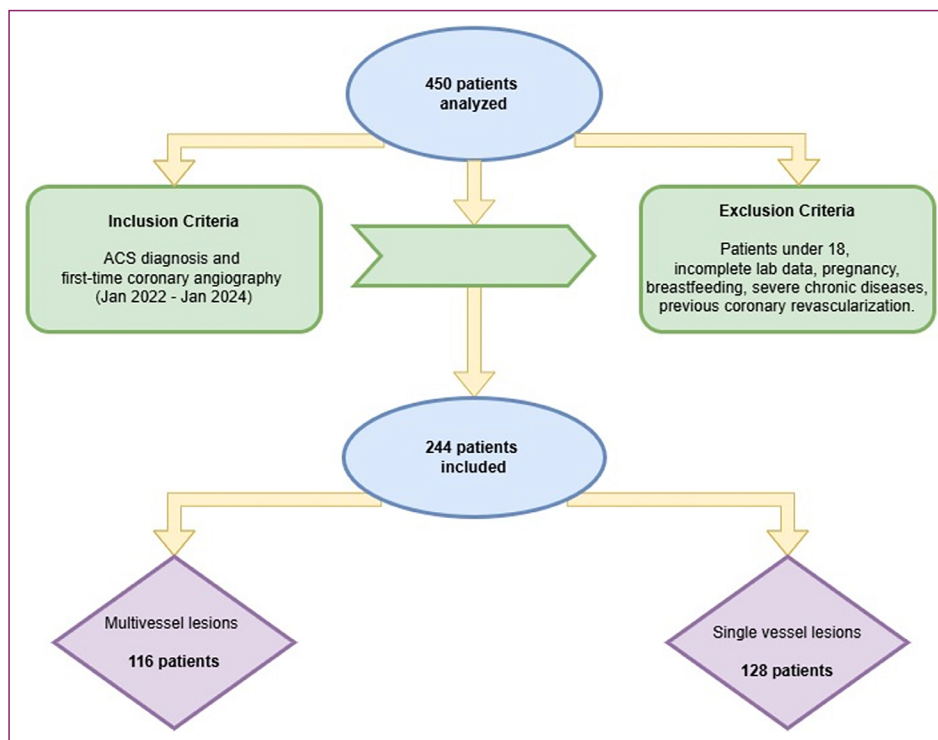 450 patients
analyzed
Inclusion Criteria
ACS diagnosis and
first-time coronary angiography
(Jan 2022 - Jan 2024)
Exclusion Criteria
Patients under 18,
incomplete lab data, pregnancy,
breastfeeding, severe chronic diseases,
previous coronary revascularization.
244 patients
included
Multivessel lesions
116 patients
Single vessel lesions
128 patients